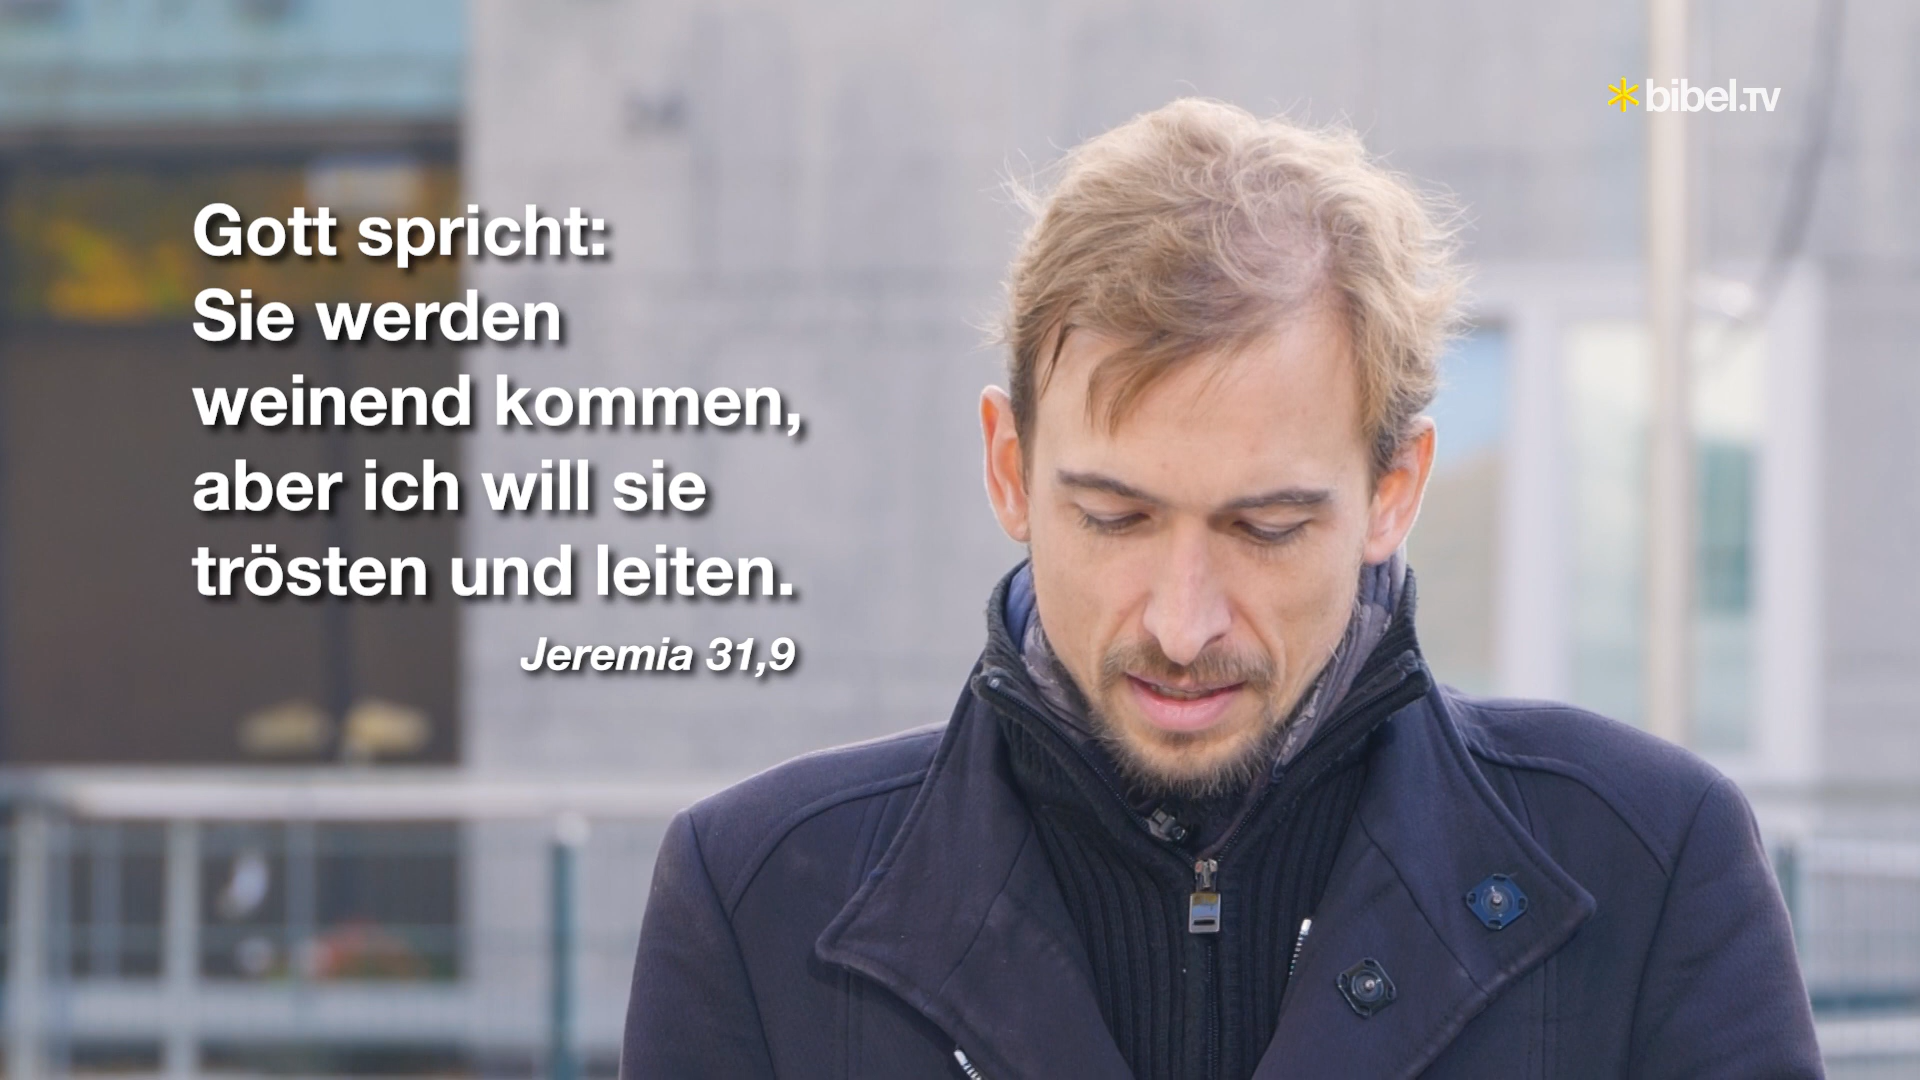 bibel.TV
Gott spricht:
Sie werden
weinend kommen,
aber ich will sie
trösten und leiten.
Jeremia 31,9